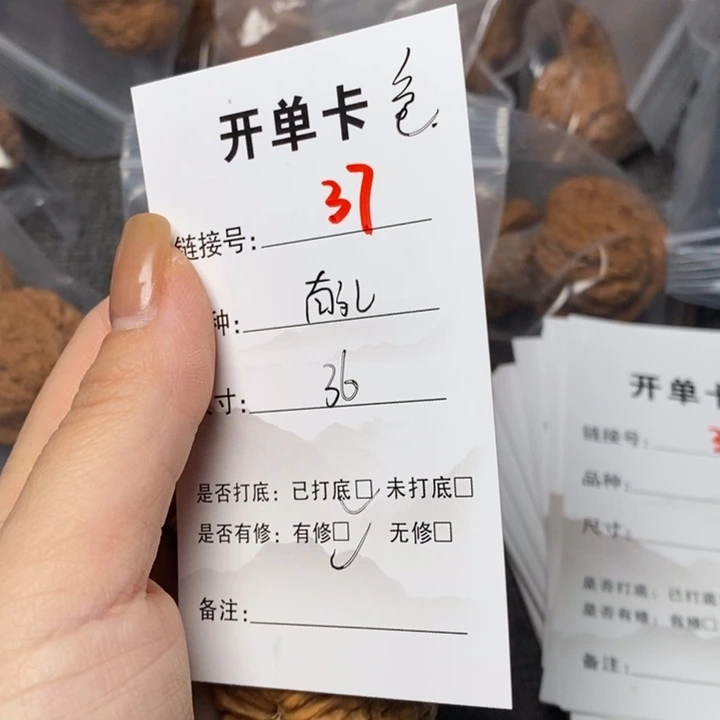 开单卡 色
链接号: 37
种:
寸: 36
是否打底: 已打底□ 未打底□
是否有修: 有修□ 无修□
备注:
开单
链接号:
品种:
尺寸:
是否打底: 已打底
是否有修: 有修□
备注: